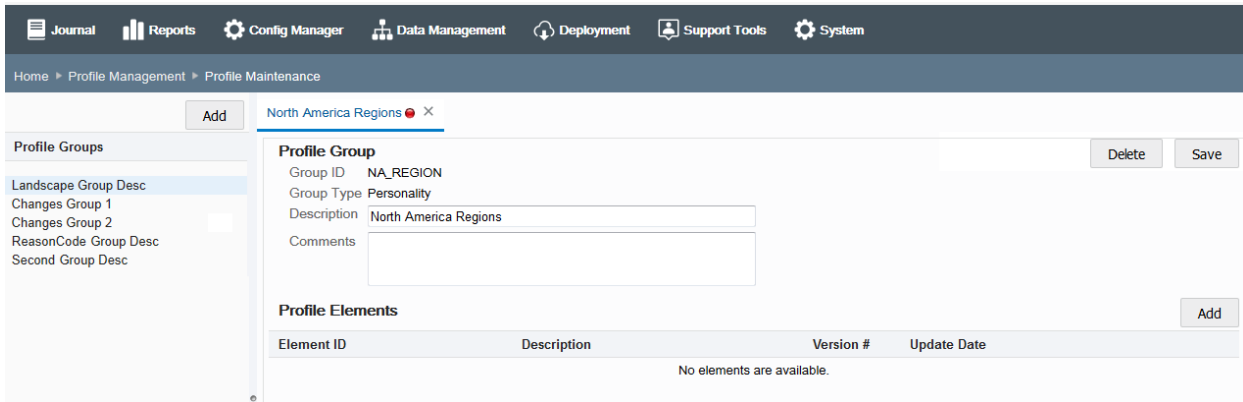 Journal Reports Config Manager Data Management Deployment Support Tools System
Home Profile Management Profile Maintenance
Add
North America Regions
Profile Groups
Landscape Group Desc
Changes Group 1
Changes Group 2
ReasonCode Group Desc
Second Group Desc
Profile Group
Delete Save
Group ID NA_REGION
Group Type Personality
Description North America Regions
Comments
Profile Elements
Add
Element ID Description Version # Update Date
No elements are available.